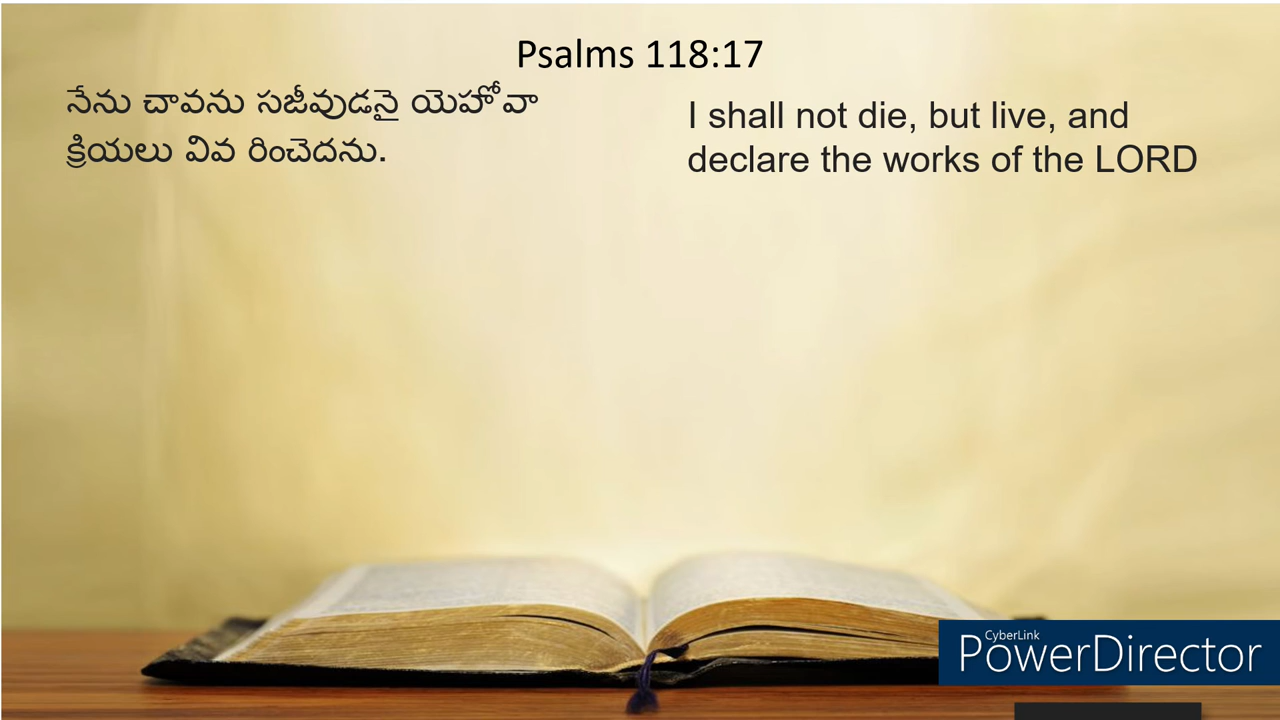 Psalms 118:17
నేను చావను సజీవుడనై యెహోవా
క్రియలు వివ రించెదను.
I shall not die, but live, and
declare the works of the LORD
CyberLink
PowerDirector